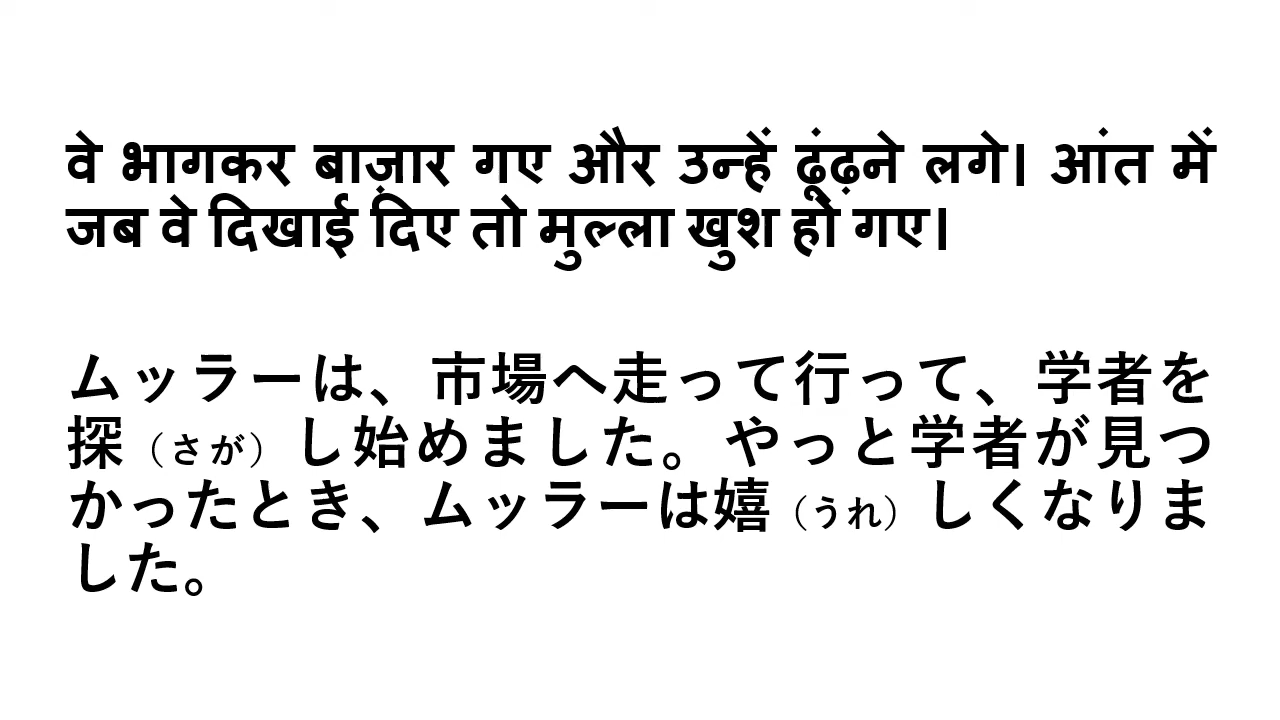 वे भागकर बाज़ार गए और उन्हें ढूंढ़ने लगे। आंत में
जब वे दिखाई दिए तो मुल्ला खुश हो गए।
ムッラーは、市場へ走って行って、学者を
探（さが）し始めました。やっと学者が見つ
かったとき、ムッラーは嬉（うれ）しくなりま
した。